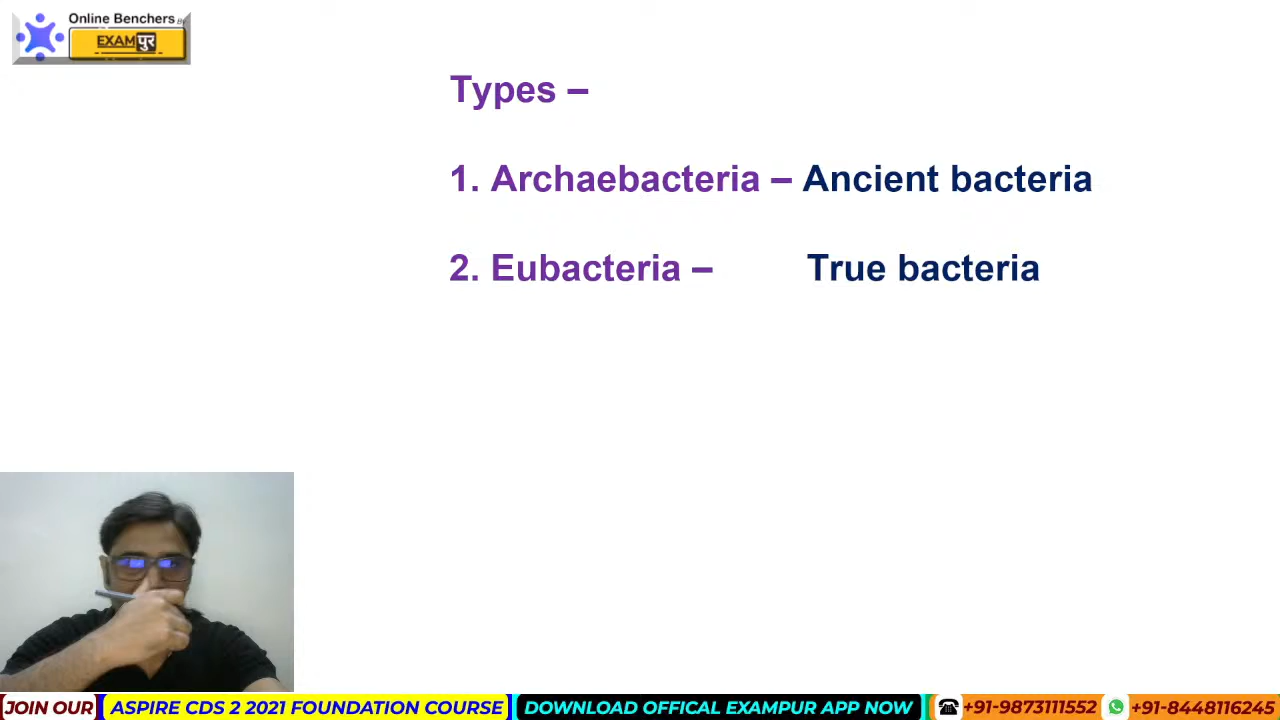 Online Benchers By
EXAMपुर
Types –
1. Archaebacteria – Ancient bacteria
2. Eubacteria – True bacteria
JOIN OUR ASPIRE CDS 2 2021 FOUNDATION COURSE DOWNLOAD OFFICAL EXAMPUR APP NOW +91-9873111552 +91-8448116245